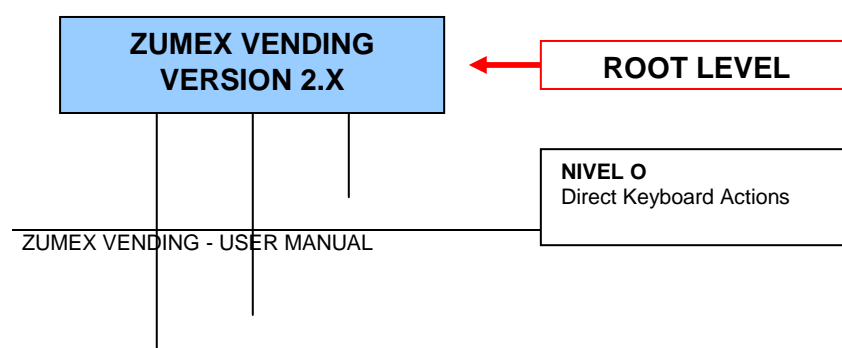 ZUMEX VENDING
VERSION 2.X
ROOT LEVEL
NIVEL O
Direct Keyboard Actions
ZUMEX VENDING - USER MANUAL